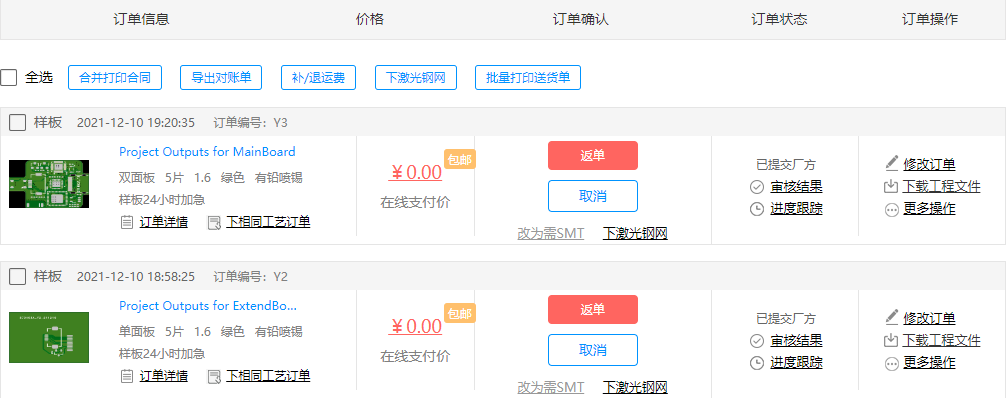 订单信息 价格 订单确认 订单状态 订单操作
全选 合并打印合同 导出对账单 补/退运费 下激光钢网 批量打印送货单
样板 2021-12-10 19:20:35 订单编号：Y3
Project Outputs for MainBoard
双面板 5片 1.6 绿色 有铅喷锡
样板24小时加急
订单详情 下相同工艺订单
￥0.00 包邮
在线支付价
返单
取消
改为需SMT 下激光钢网
已提交厂方
审核结果
进度跟踪
修改订单
下载工程文件
更多操作
样板 2021-12-10 18:58:25 订单编号：Y2
Project Outputs for ExtendBo...
单面板 5片 1.6 绿色 有铅喷锡
样板24小时加急
订单详情 下相同工艺订单
￥0.00 包邮
在线支付价
返单
取消
改为需SMT 下激光钢网
已提交厂方
审核结果
进度跟踪
修改订单
下载工程文件
更多操作